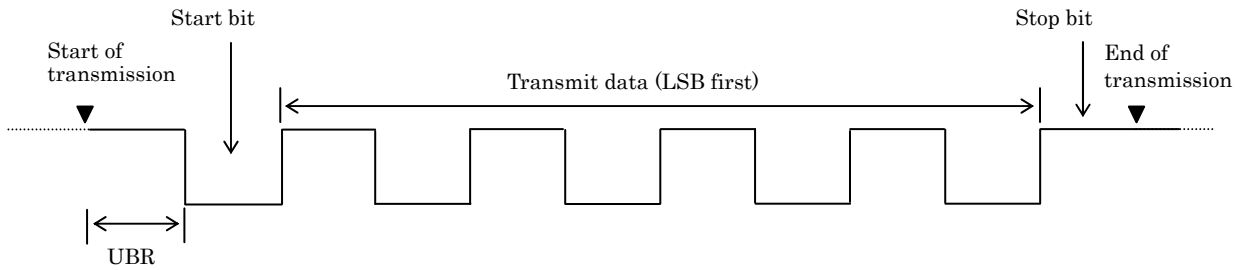 Start bit
Stop bit
Start of
transmission
End of
transmission
Transmit data (LSB first)
UBR